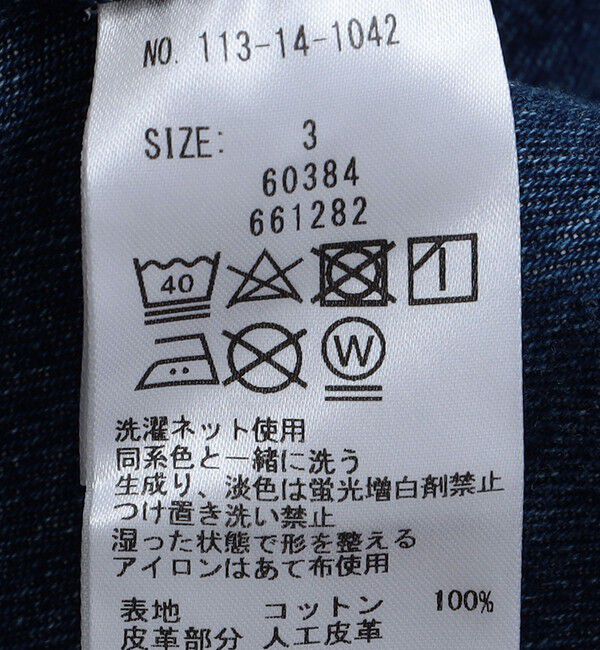 NO. 113-14-1042
SIZE: 3
60384
661282
40
W
洗濯ネット使用
同系色と一緒に洗う
生成り、淡色は蛍光増白剤禁止
つけ置き洗い禁止
湿った状態で形を整える
アイロンはあて布使用
表地 コットン 100%
皮革部分 人工皮革